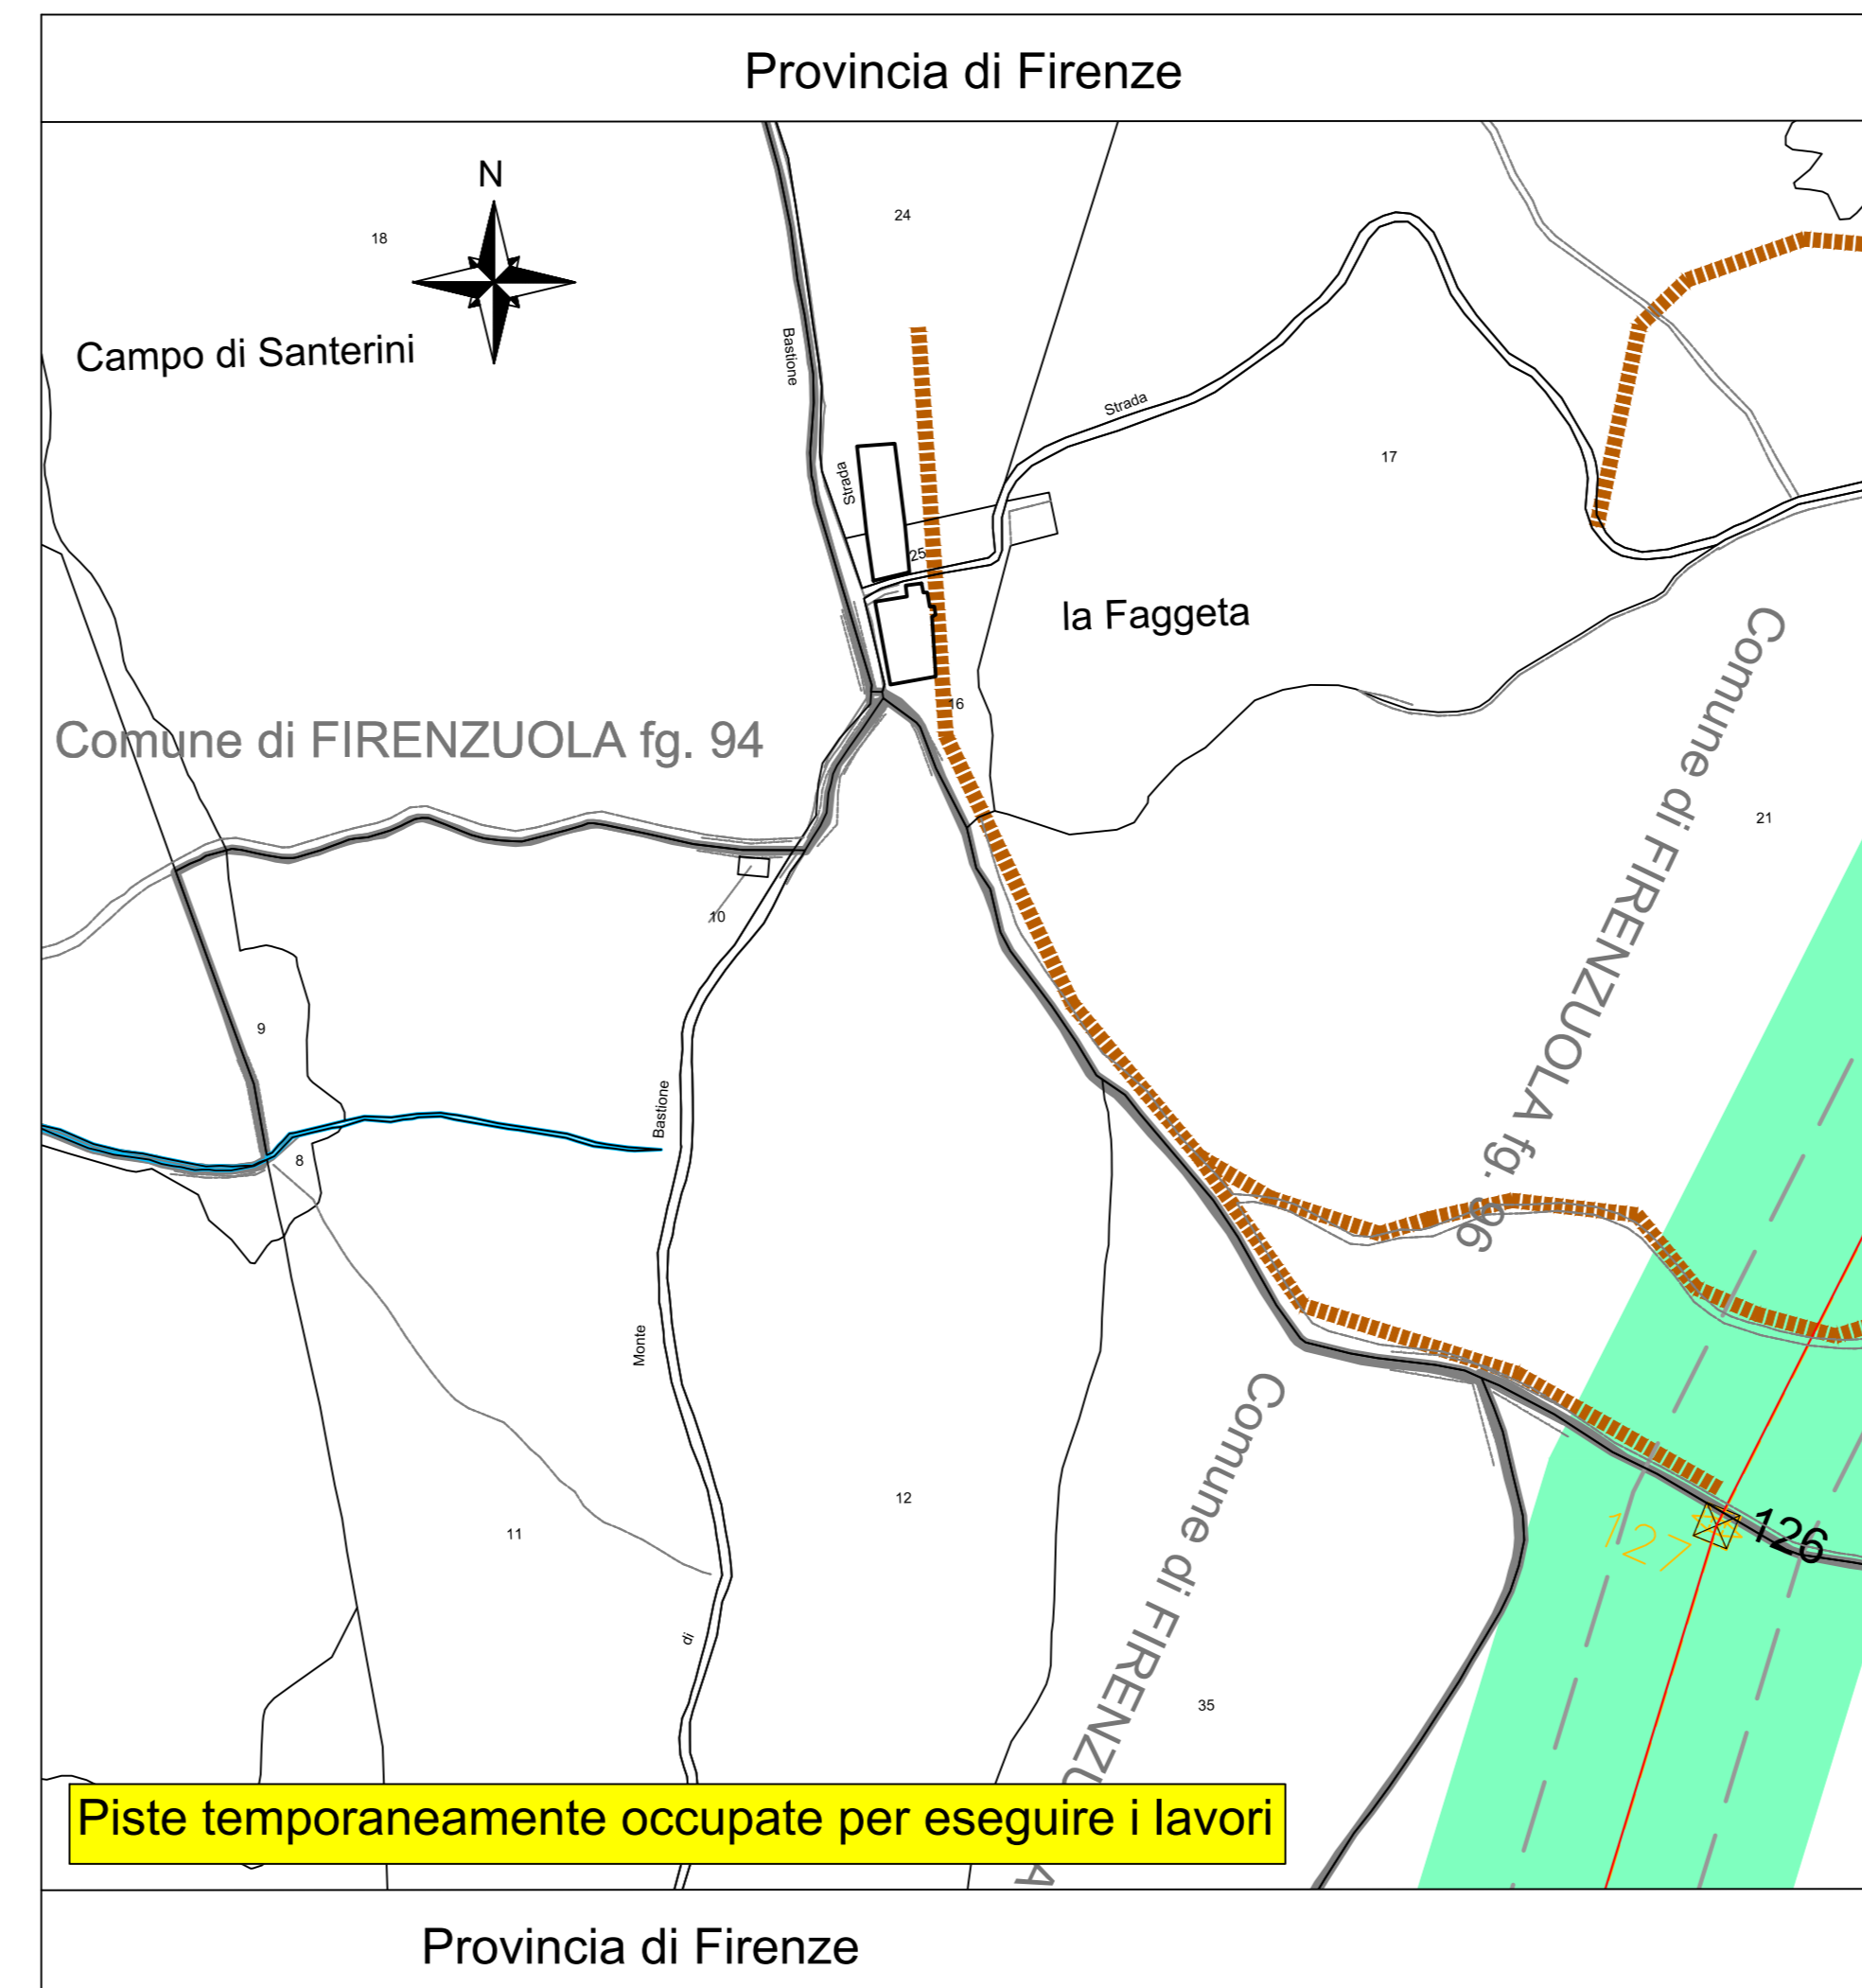 Provincia di Firenze
N
18
24
Campo di Santerini
Bastione
Strada
Strada
17
25
la Faggeta
16
Comune di FIRENZUOLA fg. 94
Comune di FIRENZUOLA fg. 96
21
10
9
Bastione
8
Monte
12
11
127
126
di
35
Comune di FIRENZU
A
Piste temporaneamente occupate per eseguire i lavori
Provincia di Firenze